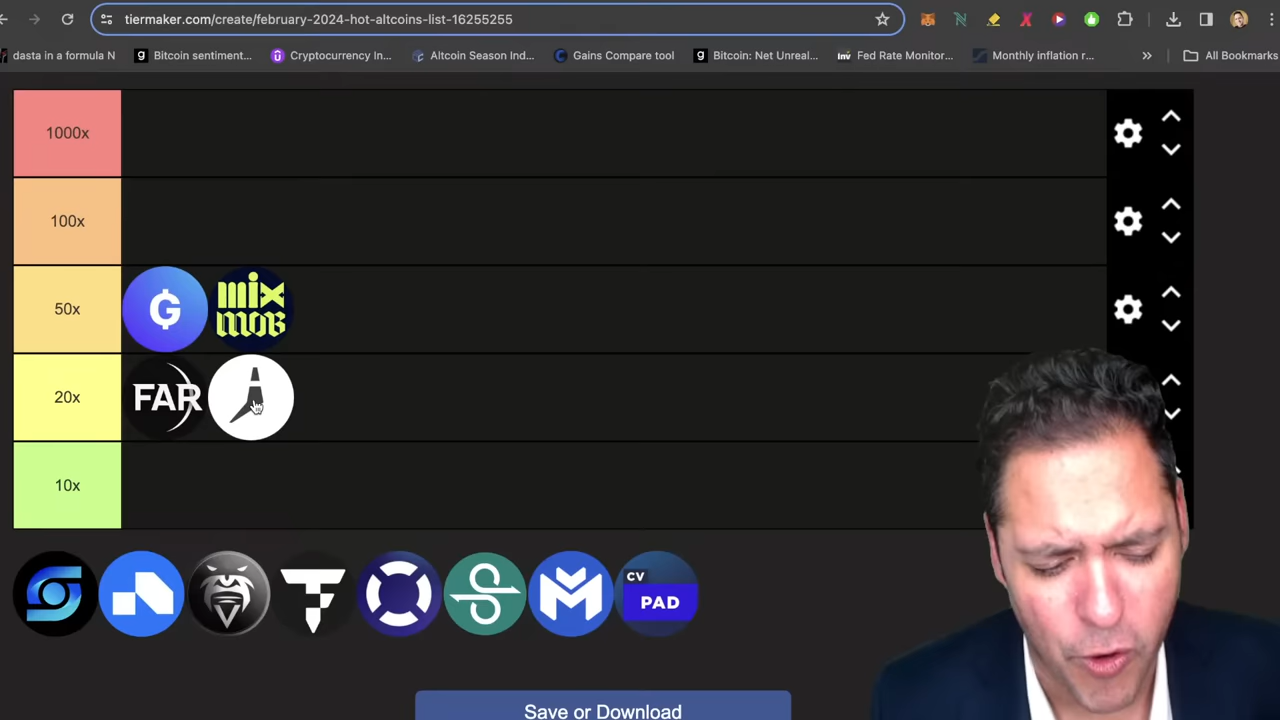 tiermaker.com/create/february-2024-hot-altcoins-list-16255255
dasta in a formula N
Bitcoin sentiment...
Cryptocurrency In...
Altcoin Season Ind...
Gains Compare tool
Bitcoin: Net Unreal...
Inv Fed Rate Monitor...
Monthly inflation r...
»
All Bookmarks
1000x
100x
50x
mix
mob
20x
FAR
10x
CV
PAD
Save or Download